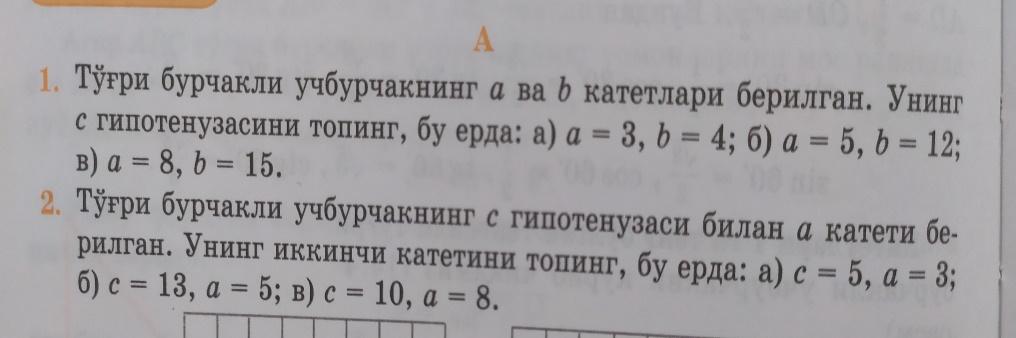 А
1. Тўғри бурчакли учбурчакнинг a ва b катетлари берилган. Унинг
c гипотенузасини топинг, бу ерда: а) a = 3, b = 4; б) a = 5, b = 12;
в) a = 8, b = 15.
2. Тўғри бурчакли учбурчакнинг c гипотенузаси билан a катети бе-
рилган. Унинг иккинчи катетини топинг, бу ерда: а) c = 5, a = 3;
б) c = 13, a = 5; в) c = 10, a = 8.